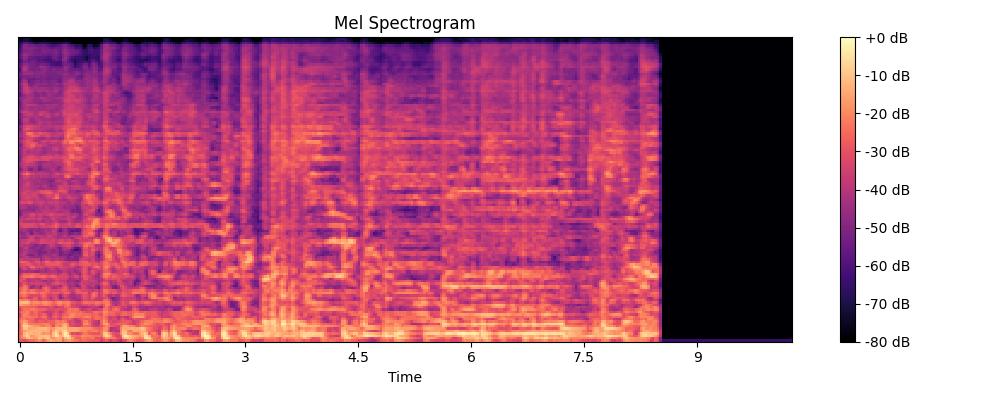 Mel Spectrogram
+0 dB
-10 dB
-20 dB
-30 dB
-40 dB
-50 dB
-60 dB
-70 dB
-80 dB
0 1.5 3 4.5 6 7.5 9
Time